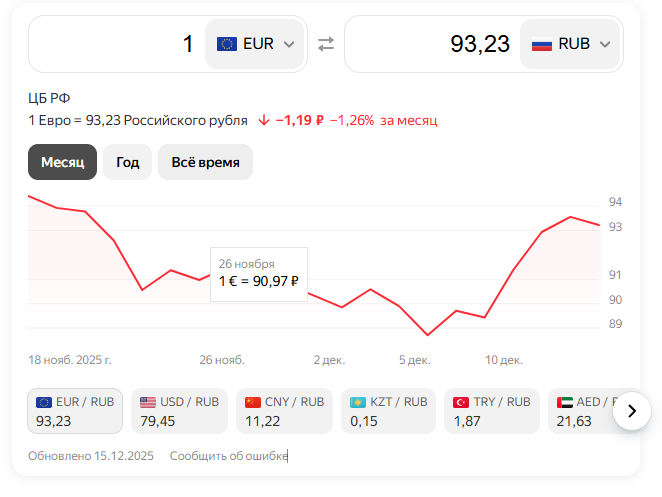 1 EUR 93,23 RUB
ЦБ РФ
1 Евро = 93,23 Российского рубля ↓ −1,19 ₽ −1,26% за месяц
Месяц Год Всё время
94
93
26 ноября
1 € = 90,97 ₽
91
90
89
18 нояб. 2025 г. 26 нояб. 2 дек. 5 дек. 10 дек.
EUR / RUB USD / RUB CNY / RUB KZT / RUB TRY / RUB AED /
93,23 79,45 11,22 0,15 1,87 21,63
Обновлено 15.12.2025 Сообщить об ошибке